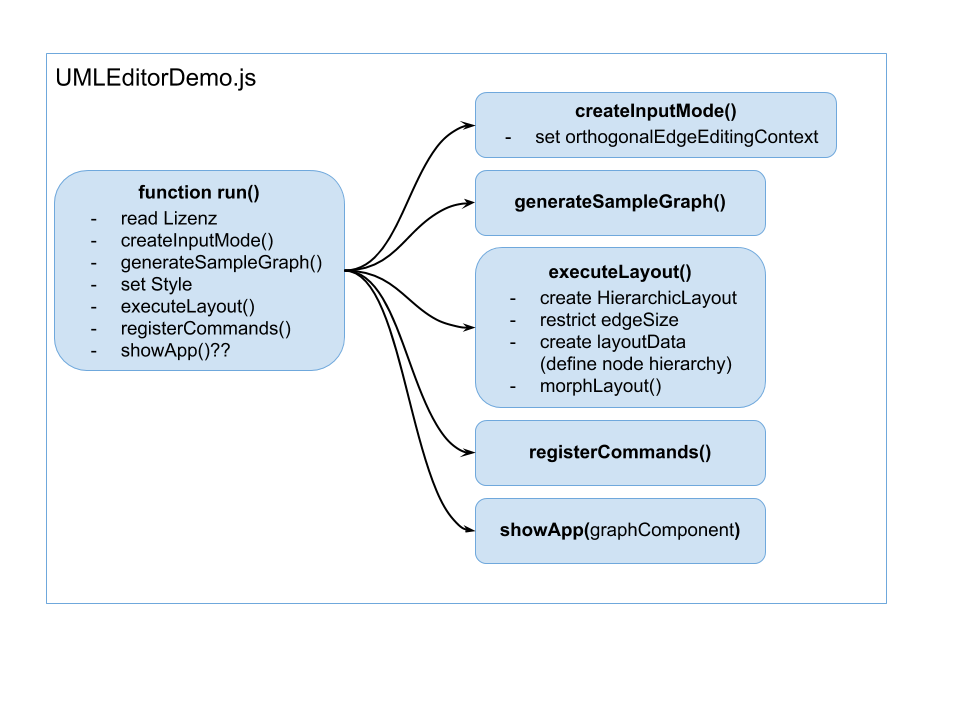 UMLEditorDemo.js
function run()
- read Lizenz
- createInputMode()
- generateSampleGraph()
- set Style
- executeLayout()
- registerCommands()
- showApp()??
createInputMode()
- set orthogonalEdgeEditingContext
generateSampleGraph()
executeLayout()
- create HierarchicLayout
- restrict edgeSize
- create layoutData
(define node hierarchy)
- morphLayout()
registerCommands()
showApp(graphComponent)